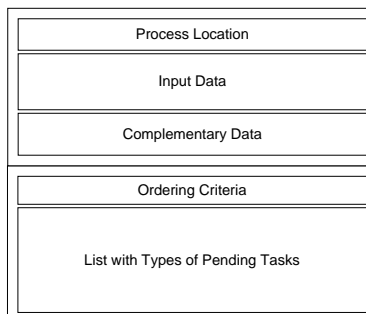 Process Location
Input Data
Complementary Data
Ordering Criteria
List with Types of Pending Tasks